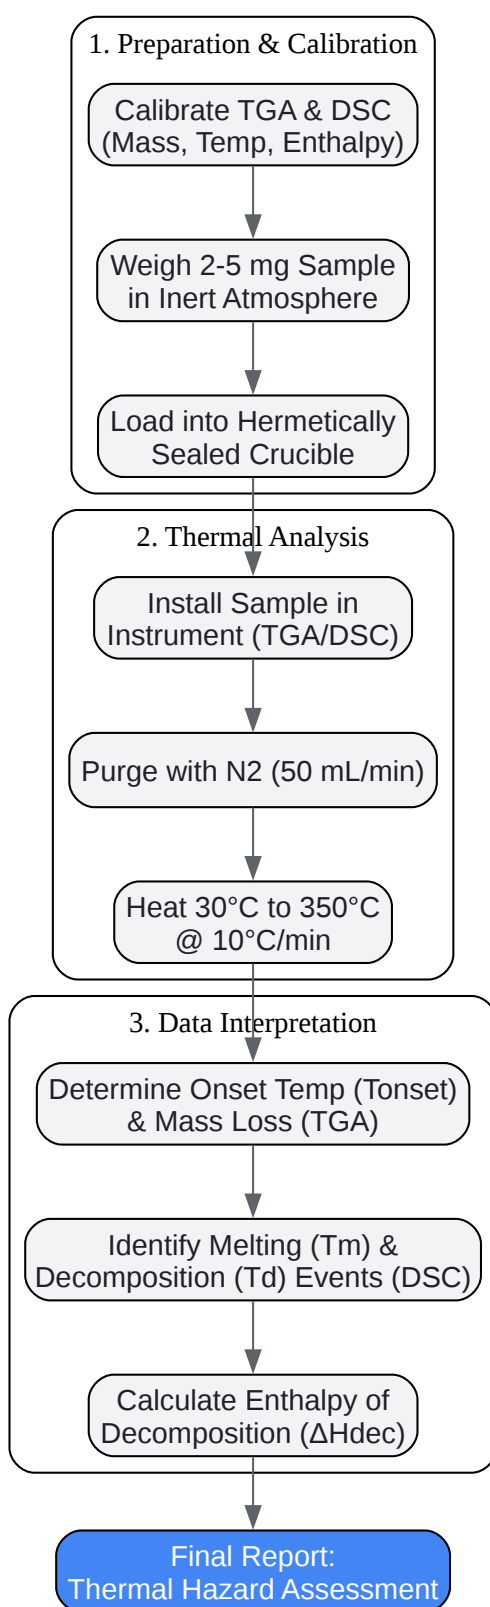 1. Preparation & Calibration
Calibrate TGA & DSC
(Mass, Temp, Enthalpy)
Weigh 2-5 mg Sample
in Inert Atmosphere
Load into Hermetically
Sealed Crucible
2. Thermal Analysis
Install Sample in
Instrument (TGA/DSC)
Purge with N2 (50 mL/min)
Heat 30°C to 350°C
@ 10°C/min
3. Data Interpretation
Determine Onset Temp (Tonset)
& Mass Loss (TGA)
Identify Melting (Tm) &
Decomposition (Td) Events (DSC)
Calculate Enthalpy of
Decomposition (ΔHdec)
Final Report:
Thermal Hazard Assessment